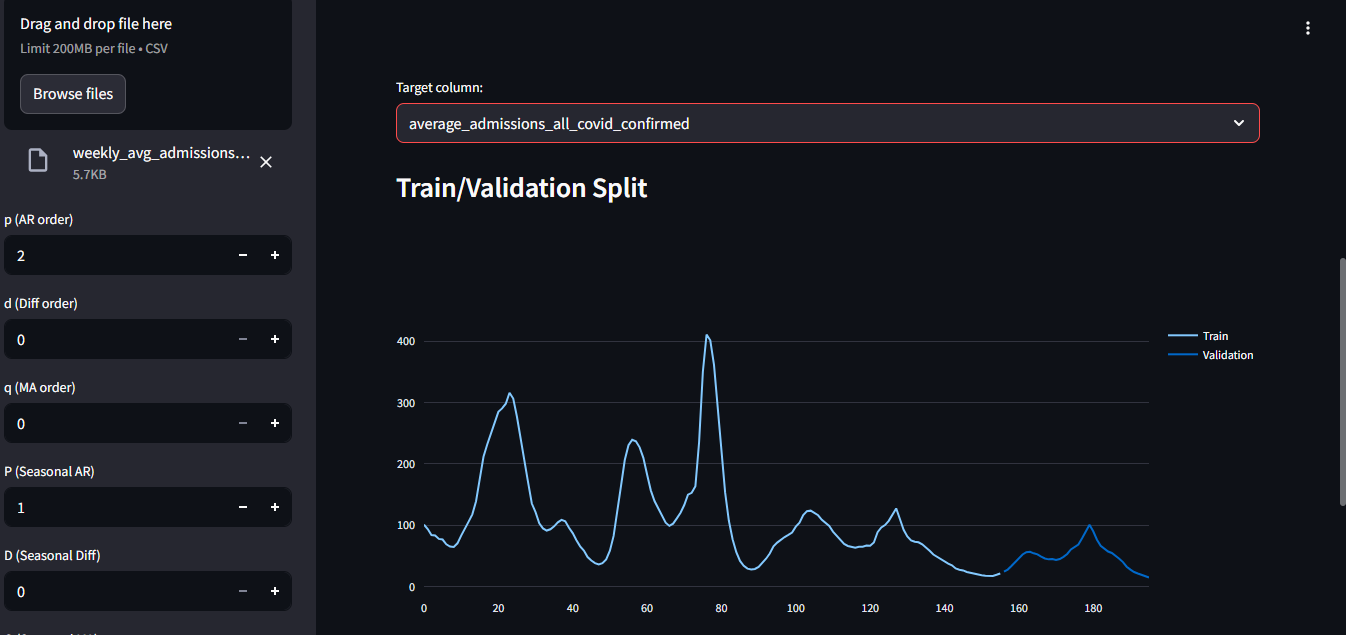 Drag and drop file here
Limit 200MB per file • CSV
Browse files
weekly_avg_admissions...
5.7KB
p (AR order)
2
d (Diff order)
0
q (MA order)
0
P (Seasonal AR)
1
D (Seasonal Diff)
0
Target column:
average_admissions_all_covid_confirmed
Train/Validation Split
Train
Validation
400
300
200
100
0
0 20 40 60 80 100 120 140 160 180